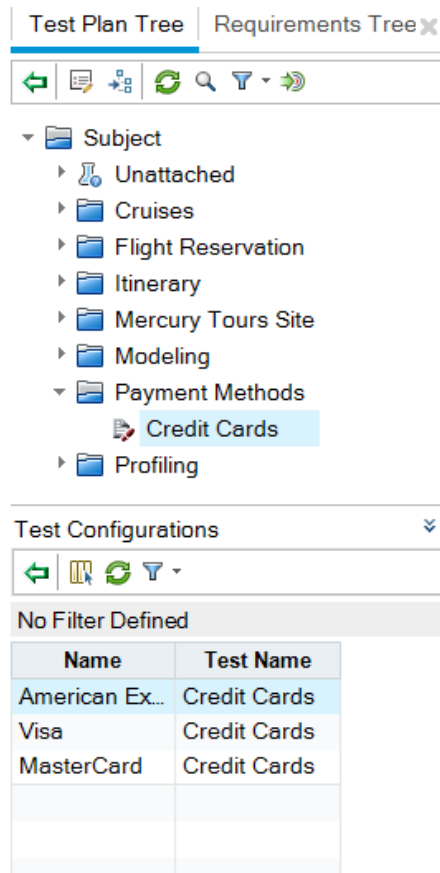 Test Plan Tree Requirements Tree
Subject
Unattached
Cruises
Flight Reservation
Itinerary
Mercury Tours Site
Modeling
Payment Methods
Credit Cards
Profiling
Test Configurations
No Filter Defined
Name Test Name
American Ex... Credit Cards
Visa Credit Cards
MasterCard Credit Cards